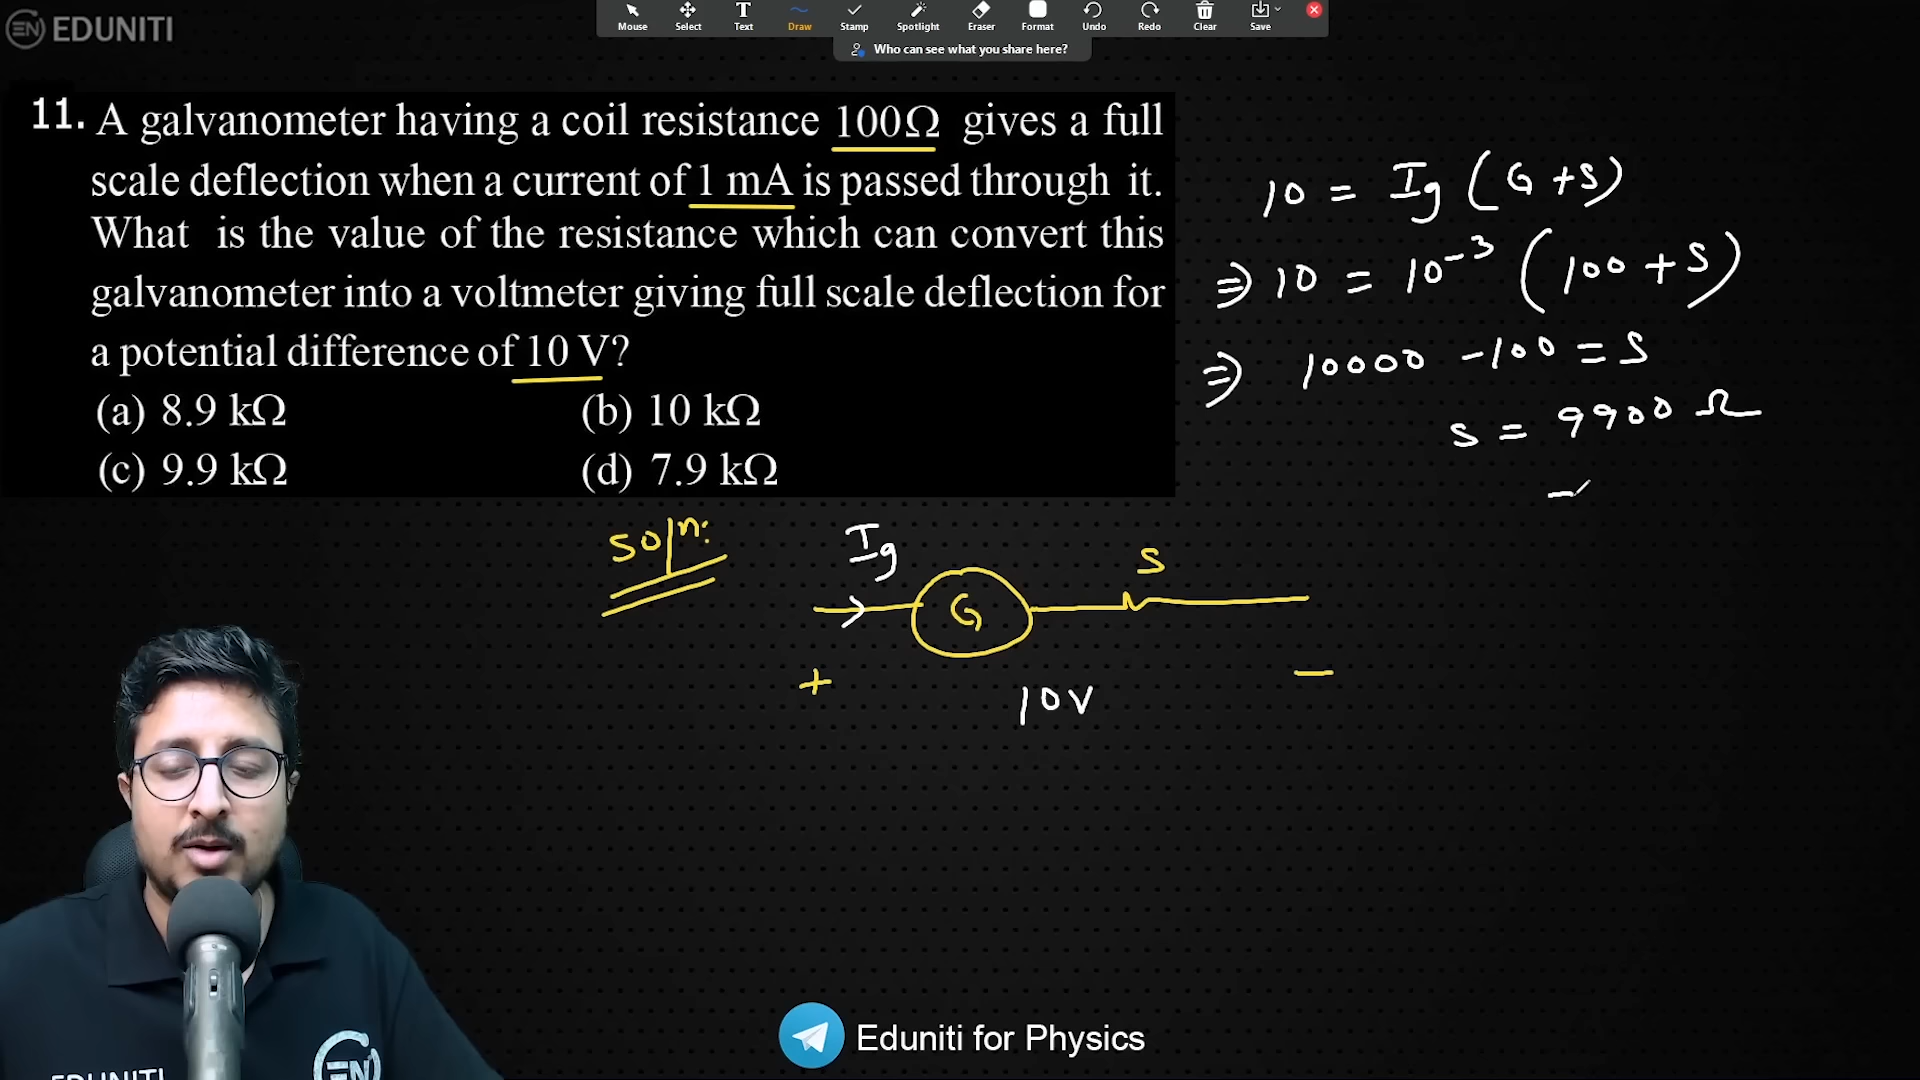 EN EDUNITI
Mouse Select Text Draw Stamp Spotlight Eraser Format Undo Redo Clear Save
Who can see what you share here?
11. A galvanometer having a coil resistance 100Ω gives a full
scale deflection when a current of 1 mA is passed through it.
What is the value of the resistance which can convert this
galvanometer into a voltmeter giving full scale deflection for
a potential difference of 10 V?
(a) 8.9 kΩ (b) 10 kΩ
(c) 9.9 kΩ (d) 7.9 kΩ
10 = Ig (G + S)
⇒ 10 = 10⁻³ (100 + S)
⇒ 10000 - 100 = S
S = 9900 Ω
Soln:
Ig
S
G
+ −
10V
EN
EDUNITI
Eduniti for Physics